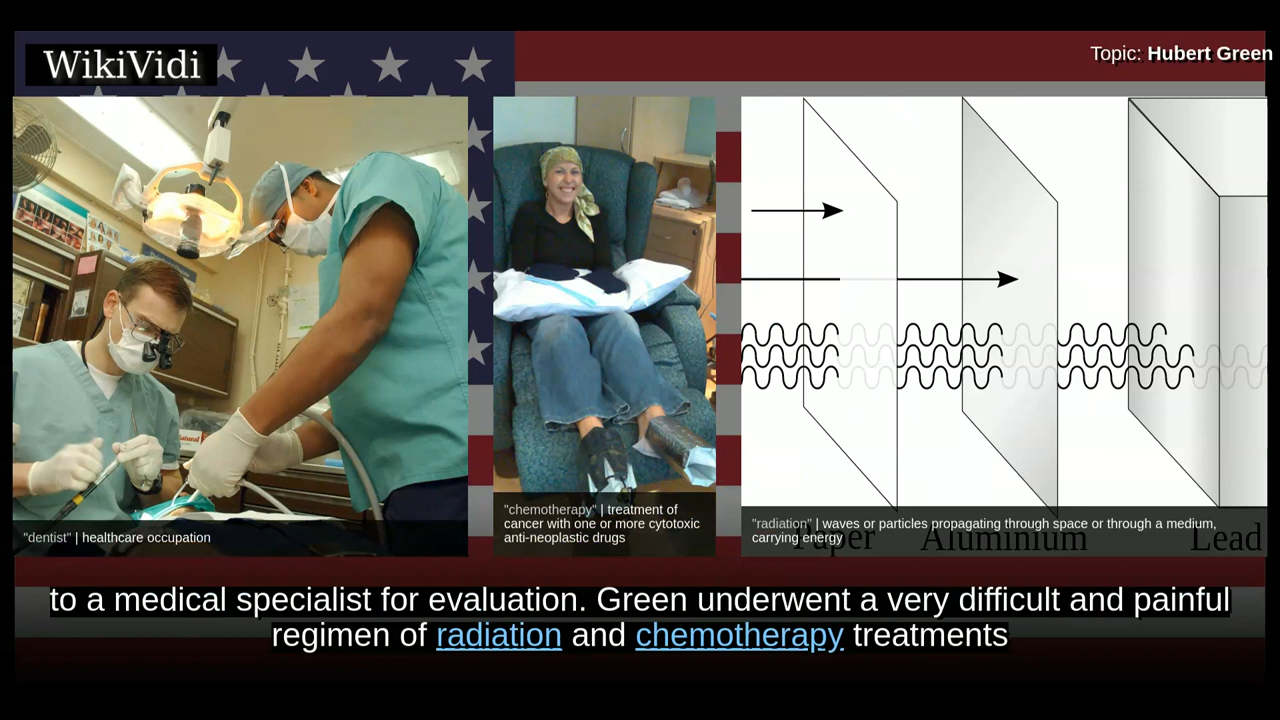 WikiVidi
Topic: Hubert Green
"dentist" | healthcare occupation
"chemotherapy" | treatment of
cancer with one or more cytotoxic
anti-neoplastic drugs
"radiation" | waves or particles propagating through space or through a medium,
carrying energy
Paper Aluminium Lead
to a medical specialist for evaluation. Green underwent a very difficult and painful
regimen of radiation and chemotherapy treatments